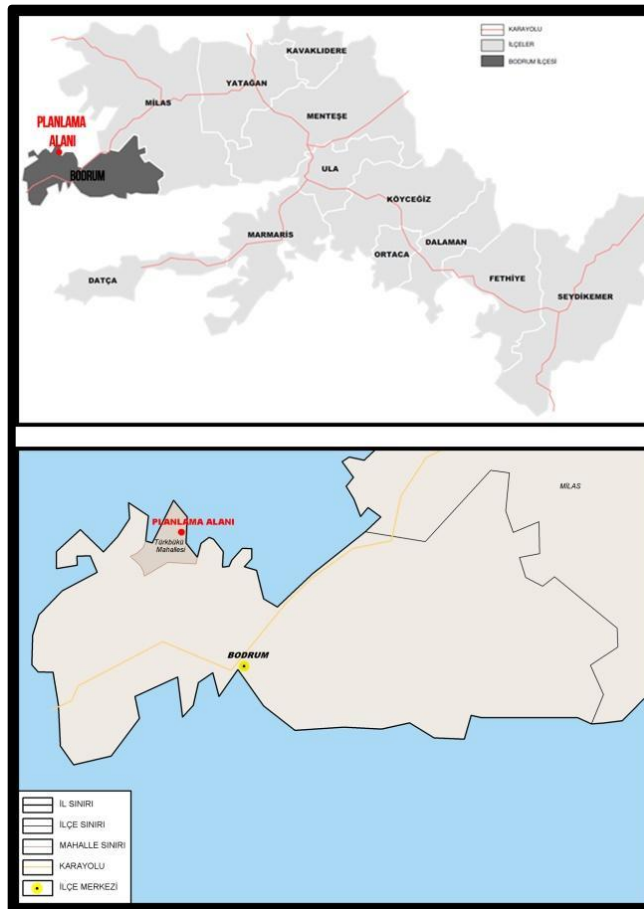 KARAYOLU
İLÇELER
BODRUM İLÇESİ
KAVAKLIDERE
YATAĞAN
MİLAS
MENTEŞE
PLANLAMA
ALANI
BODRUM
ULA
KÖYCEĞİZ
MARMARİS
DALAMAN
ORTACA
DATÇA
FETHİYE
SEYDİKEMER
MİLAS
PLANLAMA ALANI
Türkbükü
Mahallesi
BODRUM
İL SINIRI
İLÇE SINIRI
MAHALLE SINIRI
KARAYOLU
İLÇE MERKEZİ